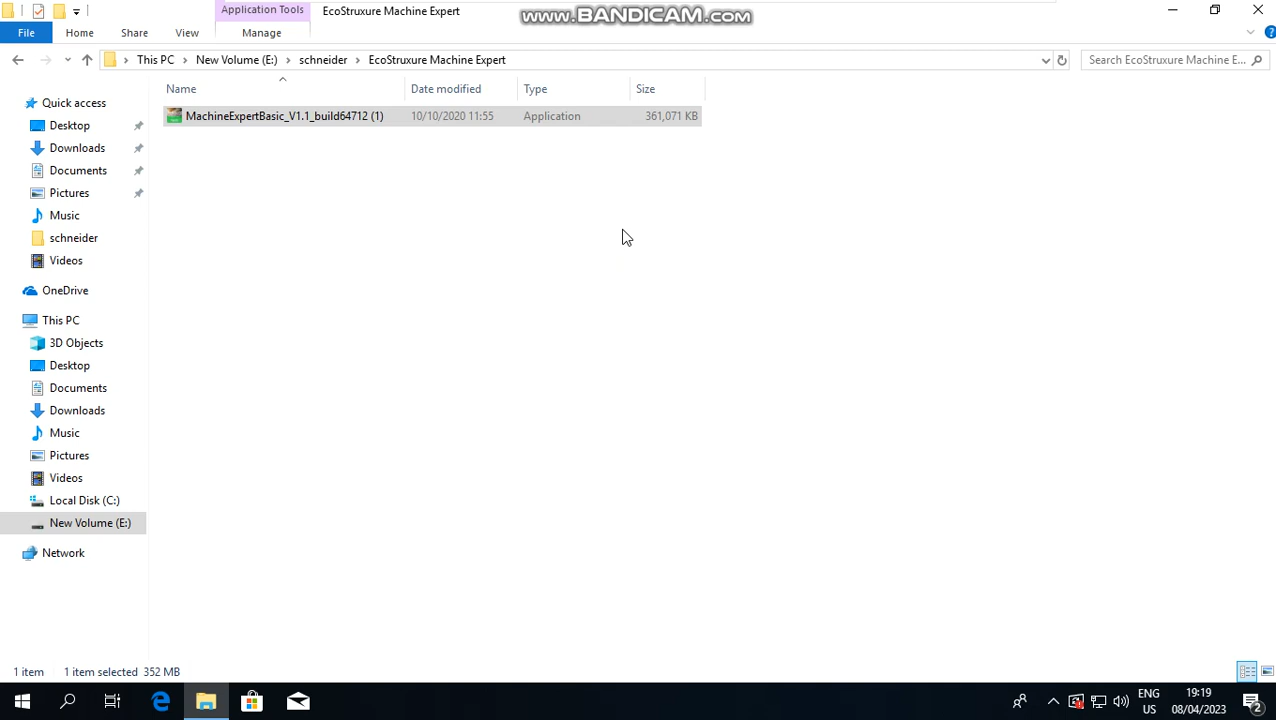 Application Tools
EcoStruxure Machine Expert
www.BANDICAM.com
File
Home
Share
View
Manage
This PC
New Volume (E:)
schneider
EcoStruxure Machine Expert
Search EcoStruxure Machine E...
Name
Date modified
Type
Size
MachineExpertBasic_V1.1_build64712 (1)
10/10/2020 11:55
Application
361,071 KB
Quick access
Desktop
Downloads
Documents
Pictures
Music
schneider
Videos
OneDrive
This PC
3D Objects
Desktop
Documents
Downloads
Music
Pictures
Videos
Local Disk (C:)
New Volume (E:)
Network
1 item
1 item selected 352 MB
ENG
US
19:19
08/04/2023
2